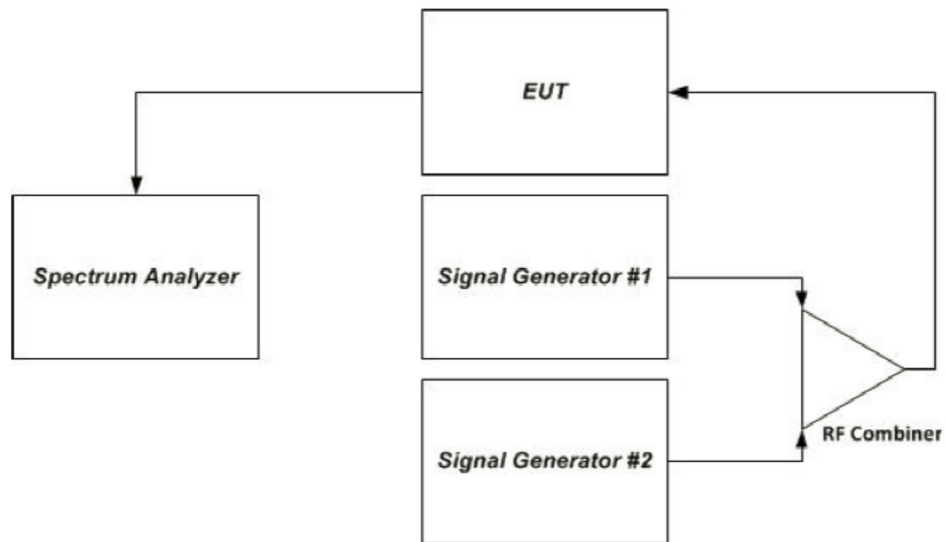 EUT
Spectrum Analyzer
Signal Generator #1
RF Combiner
Signal Generator #2